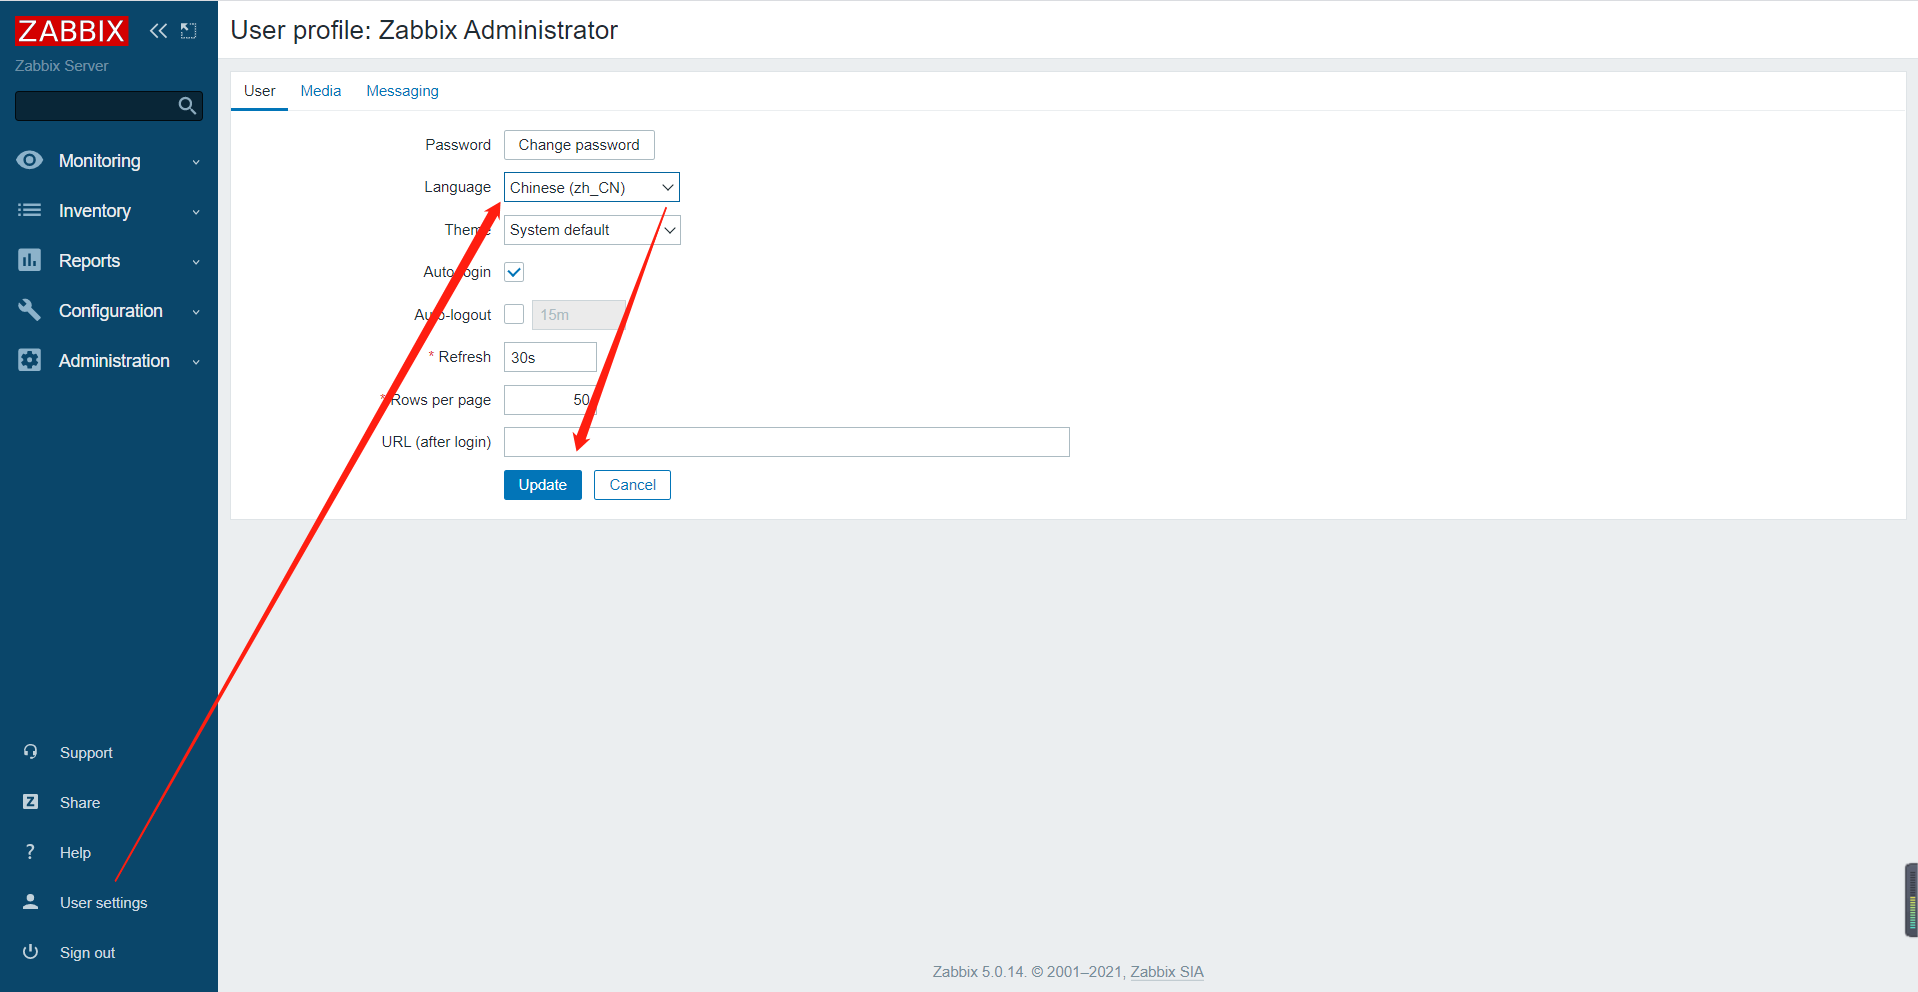 ZABBIX
Zabbix Server
Monitoring
Inventory
Reports
Configuration
Administration
Support
Share
Help
User settings
Sign out
User profile: Zabbix Administrator
User Media Messaging
Password Change password
Language Chinese (zh_CN)
Theme System default
Auto-login
Auto-logout 15m
* Refresh 30s
* Rows per page 50
URL (after login)
Update Cancel
Zabbix 5.0.14. © 2001–2021, Zabbix SIA